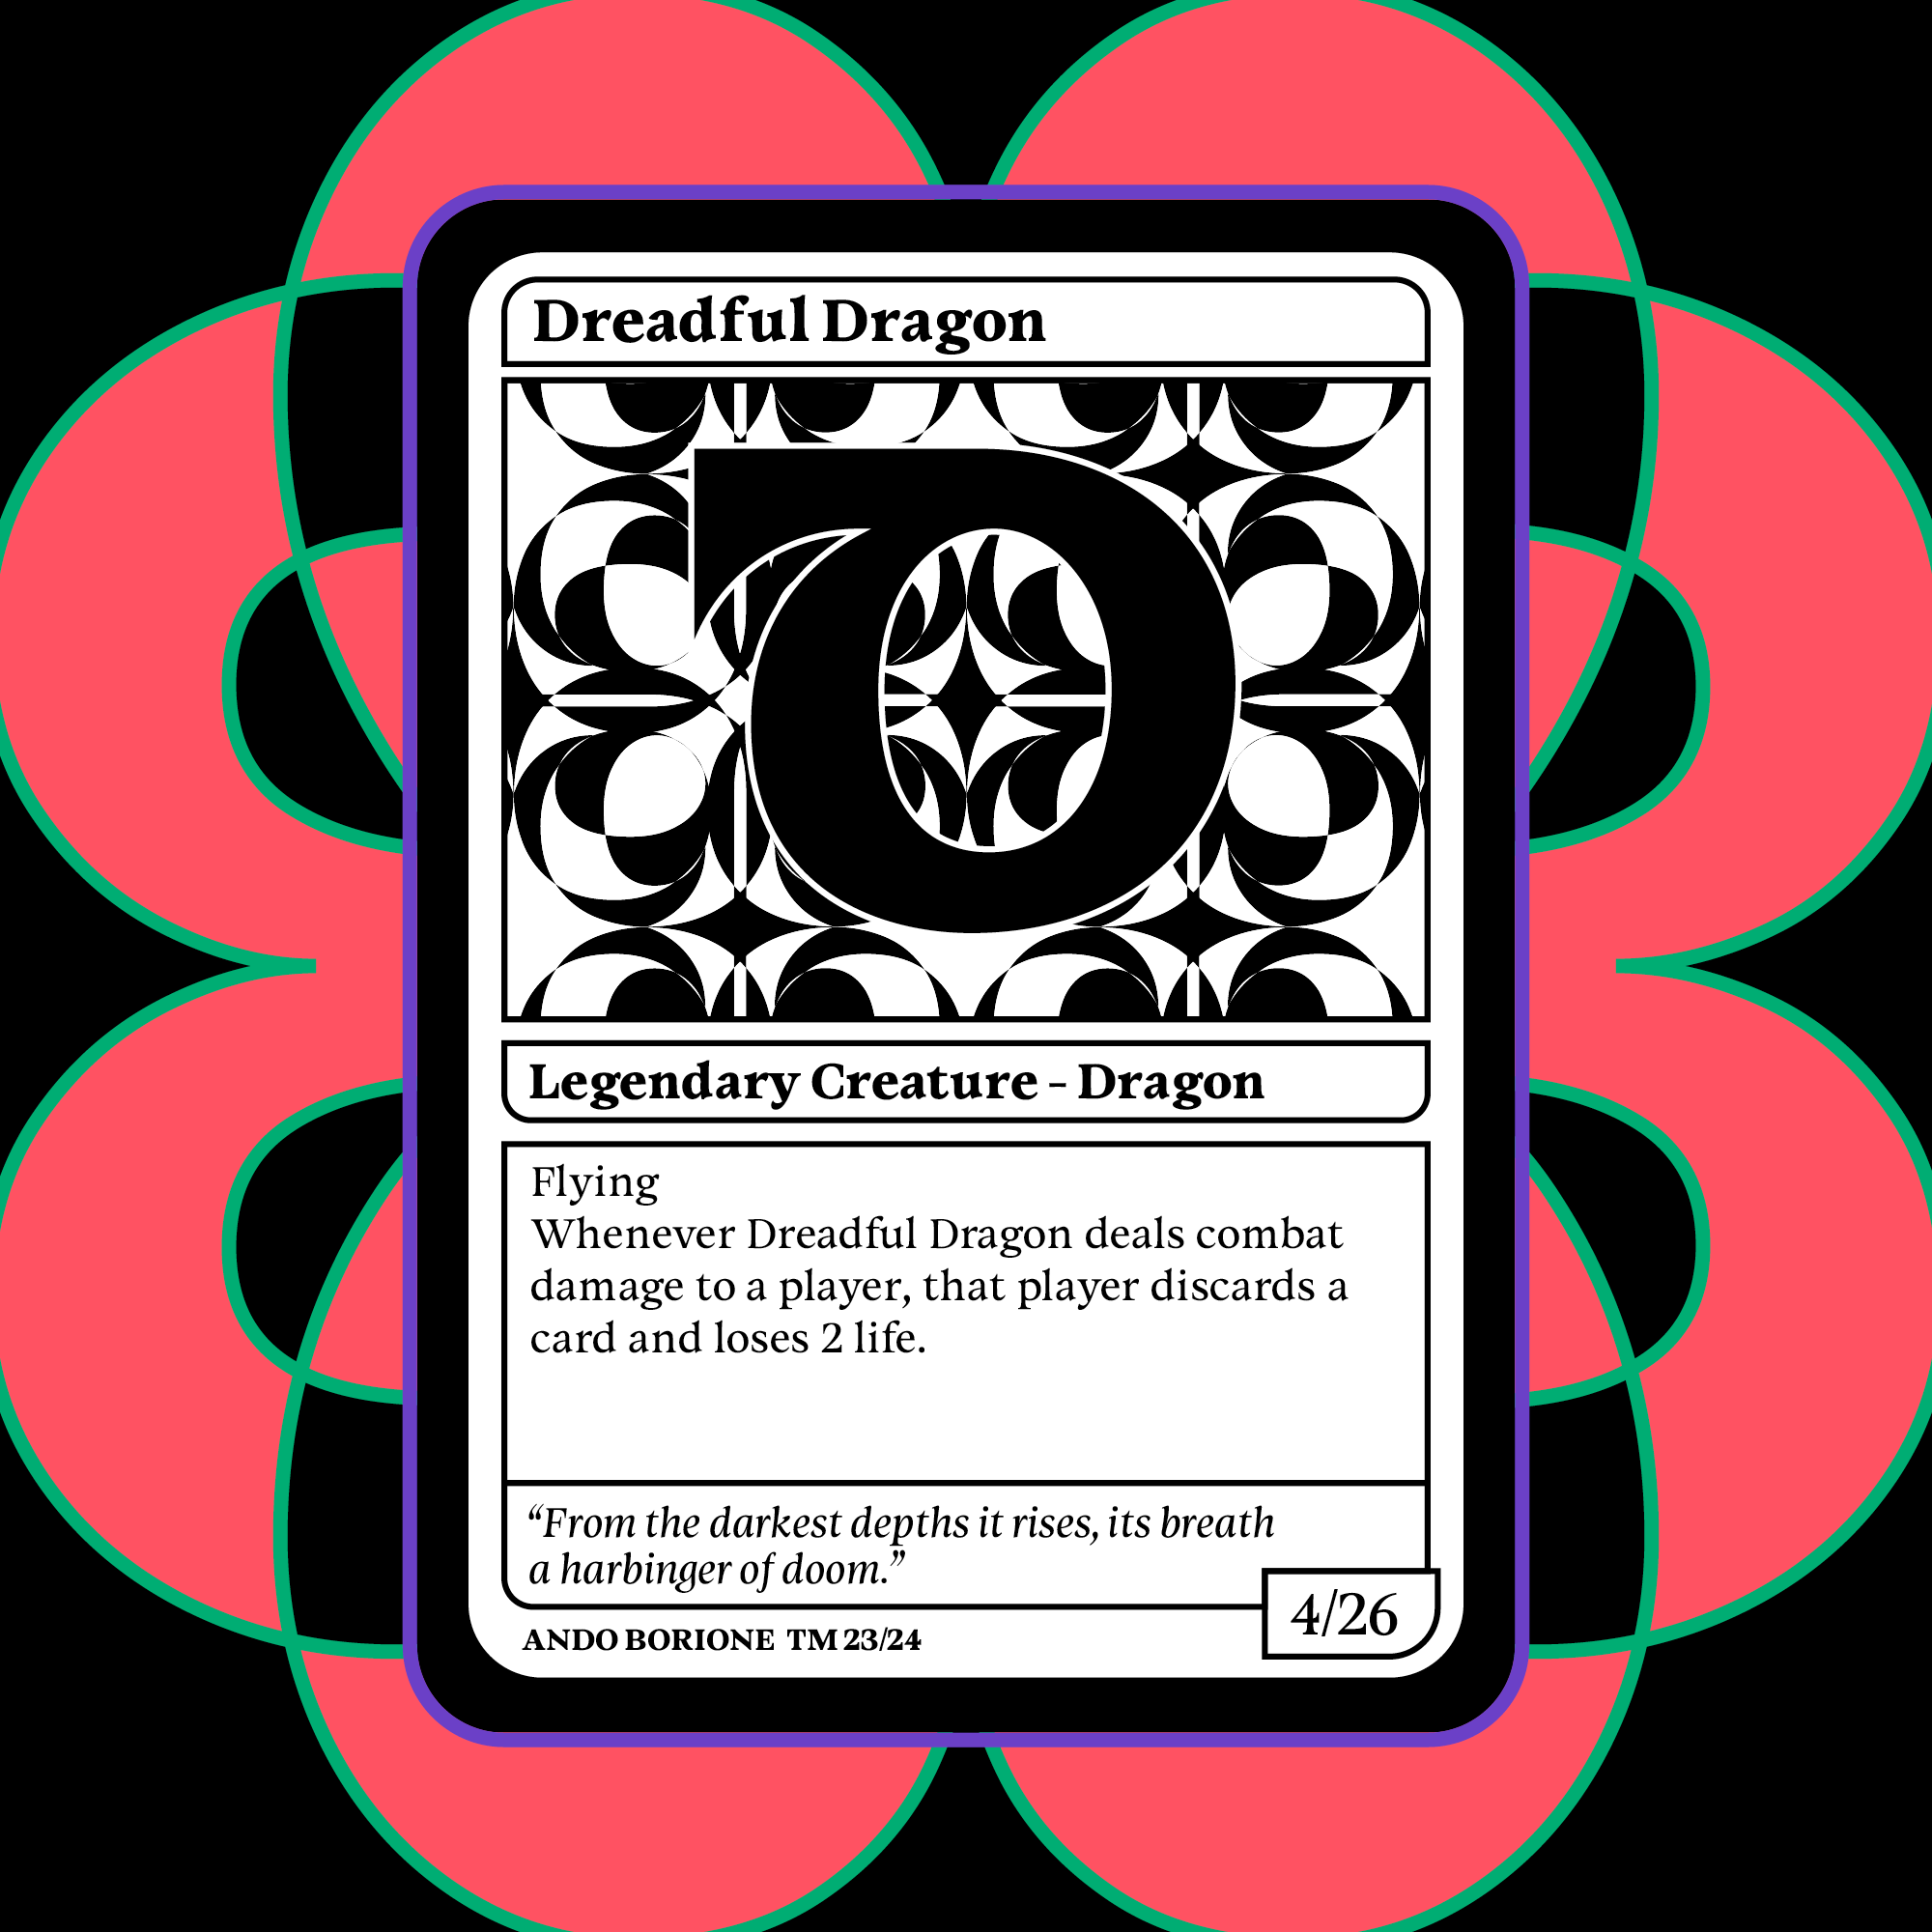 Dreadful Dragon
D
Legendary Creature – Dragon
Flying
Whenever Dreadful Dragon deals combat
damage to a player, that player discards a
card and loses 2 life.
“From the darkest depths it rises, its breath
a harbinger of doom.”
4/26
ANDO BORIONE TM 23/24